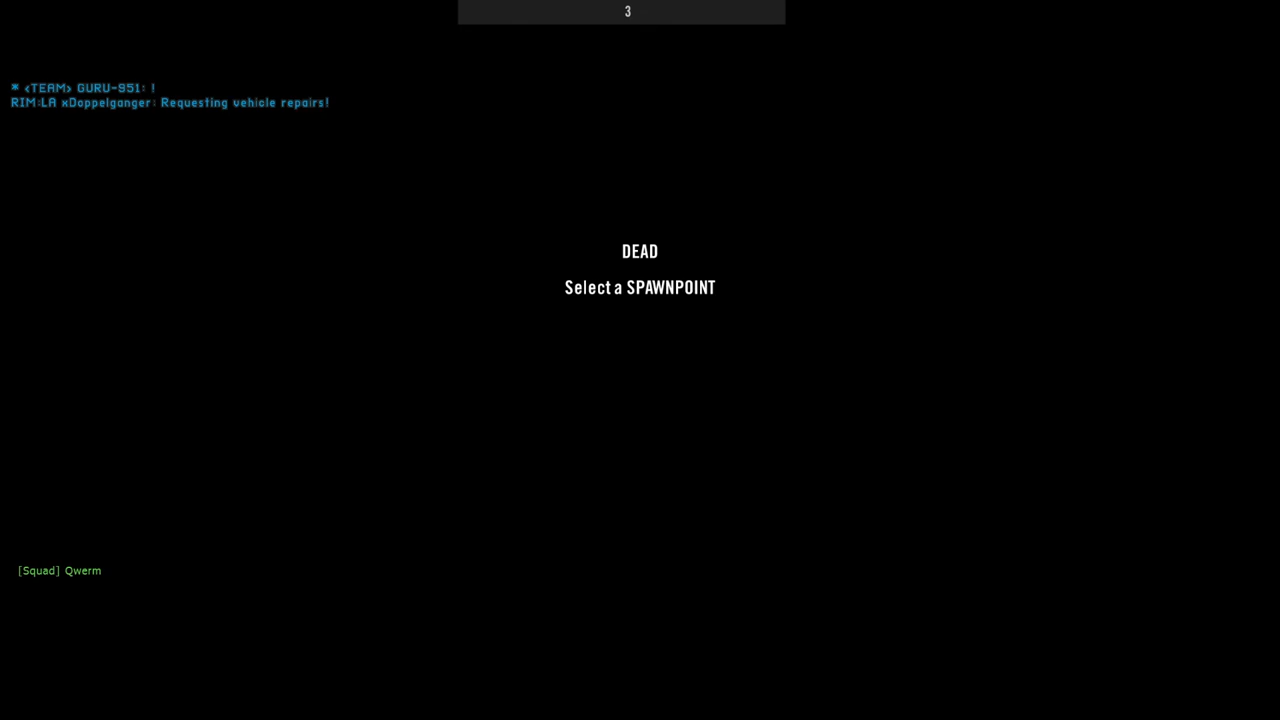 3
* <TEAM> GURU-951: !
RIM:LA xDoppelganger: Requesting vehicle repairs!
DEAD
Select a SPAWNPOINT
[Squad] Qwerm